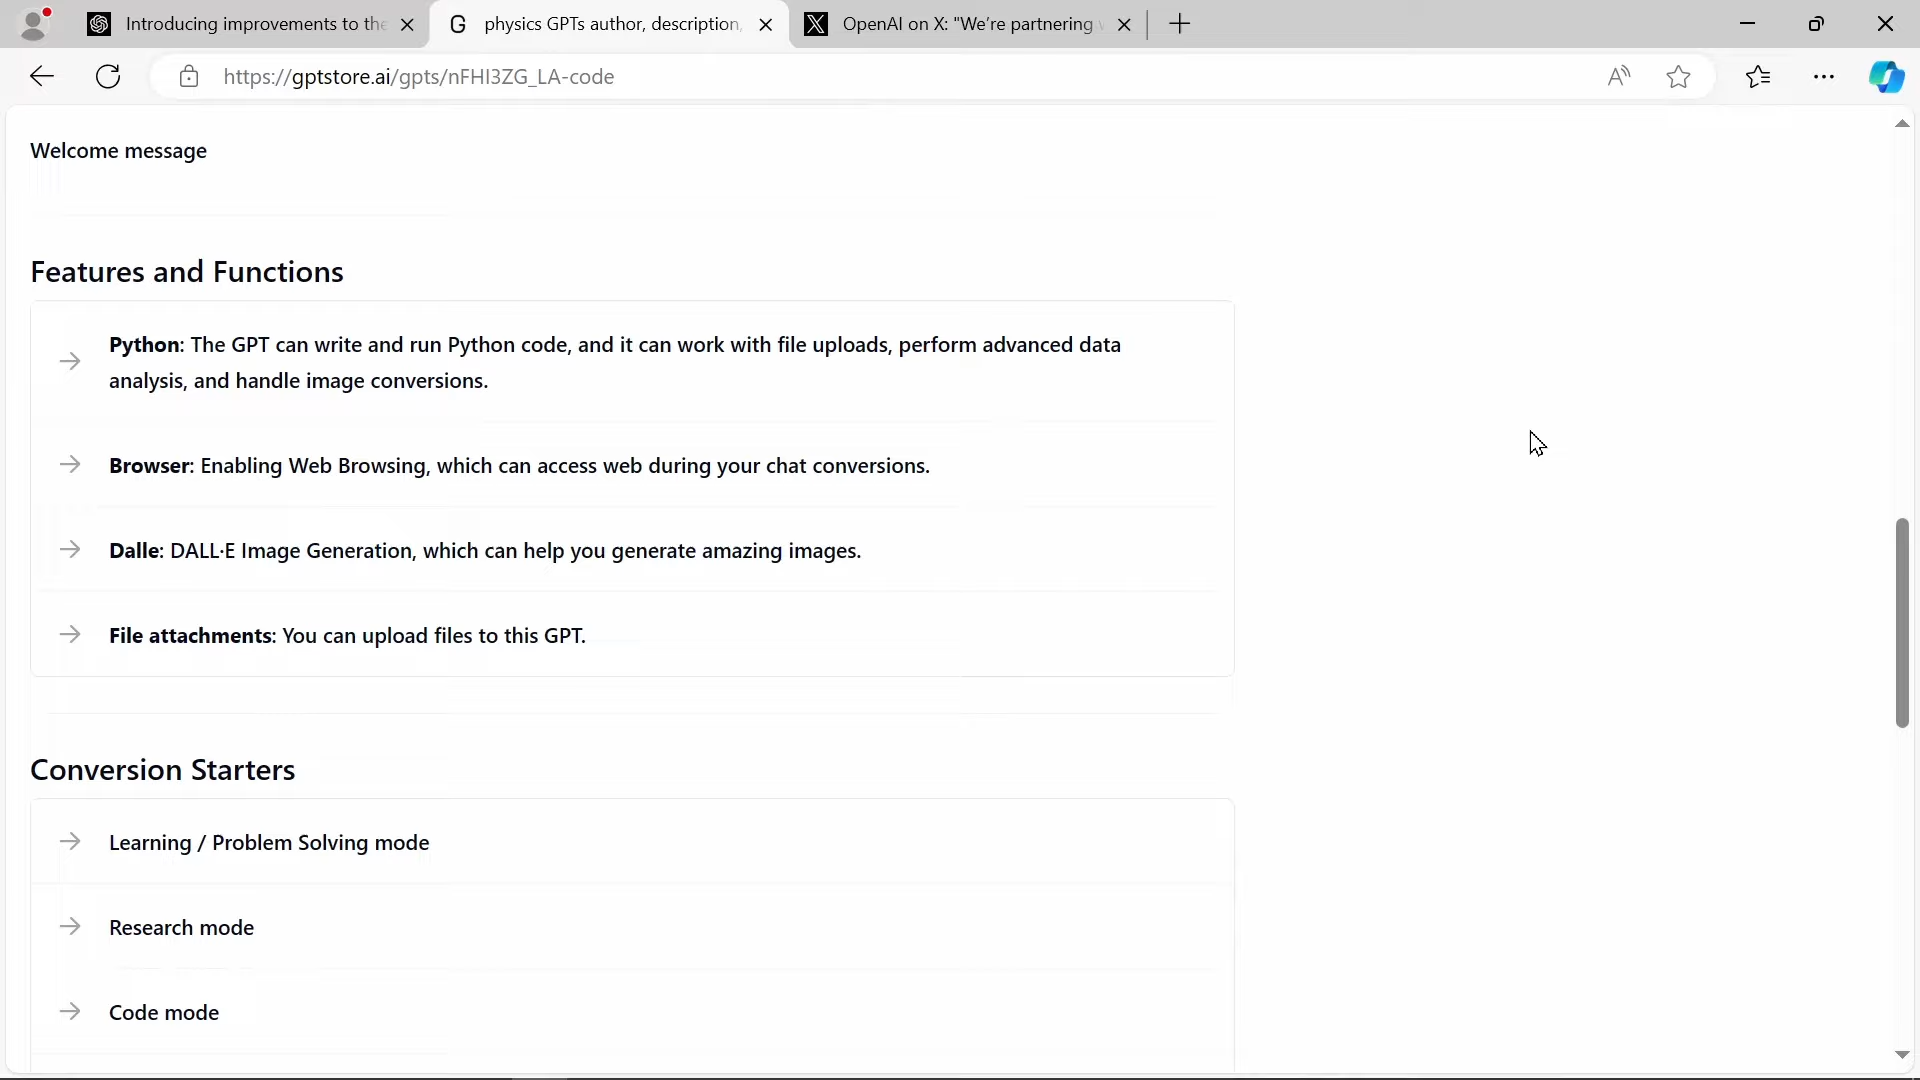 Introducing improvements to the
physics GPTs author, description,
OpenAI on X: "We're partnering
https://gptstore.ai/gpts/nFHI3ZG_LA-code
Welcome message
Features and Functions
Python: The GPT can write and run Python code, and it can work with file uploads, perform advanced data
analysis, and handle image conversions.
Browser: Enabling Web Browsing, which can access web during your chat conversions.
Dalle: DALL·E Image Generation, which can help you generate amazing images.
File attachments: You can upload files to this GPT.
Conversion Starters
Learning / Problem Solving mode
Research mode
Code mode